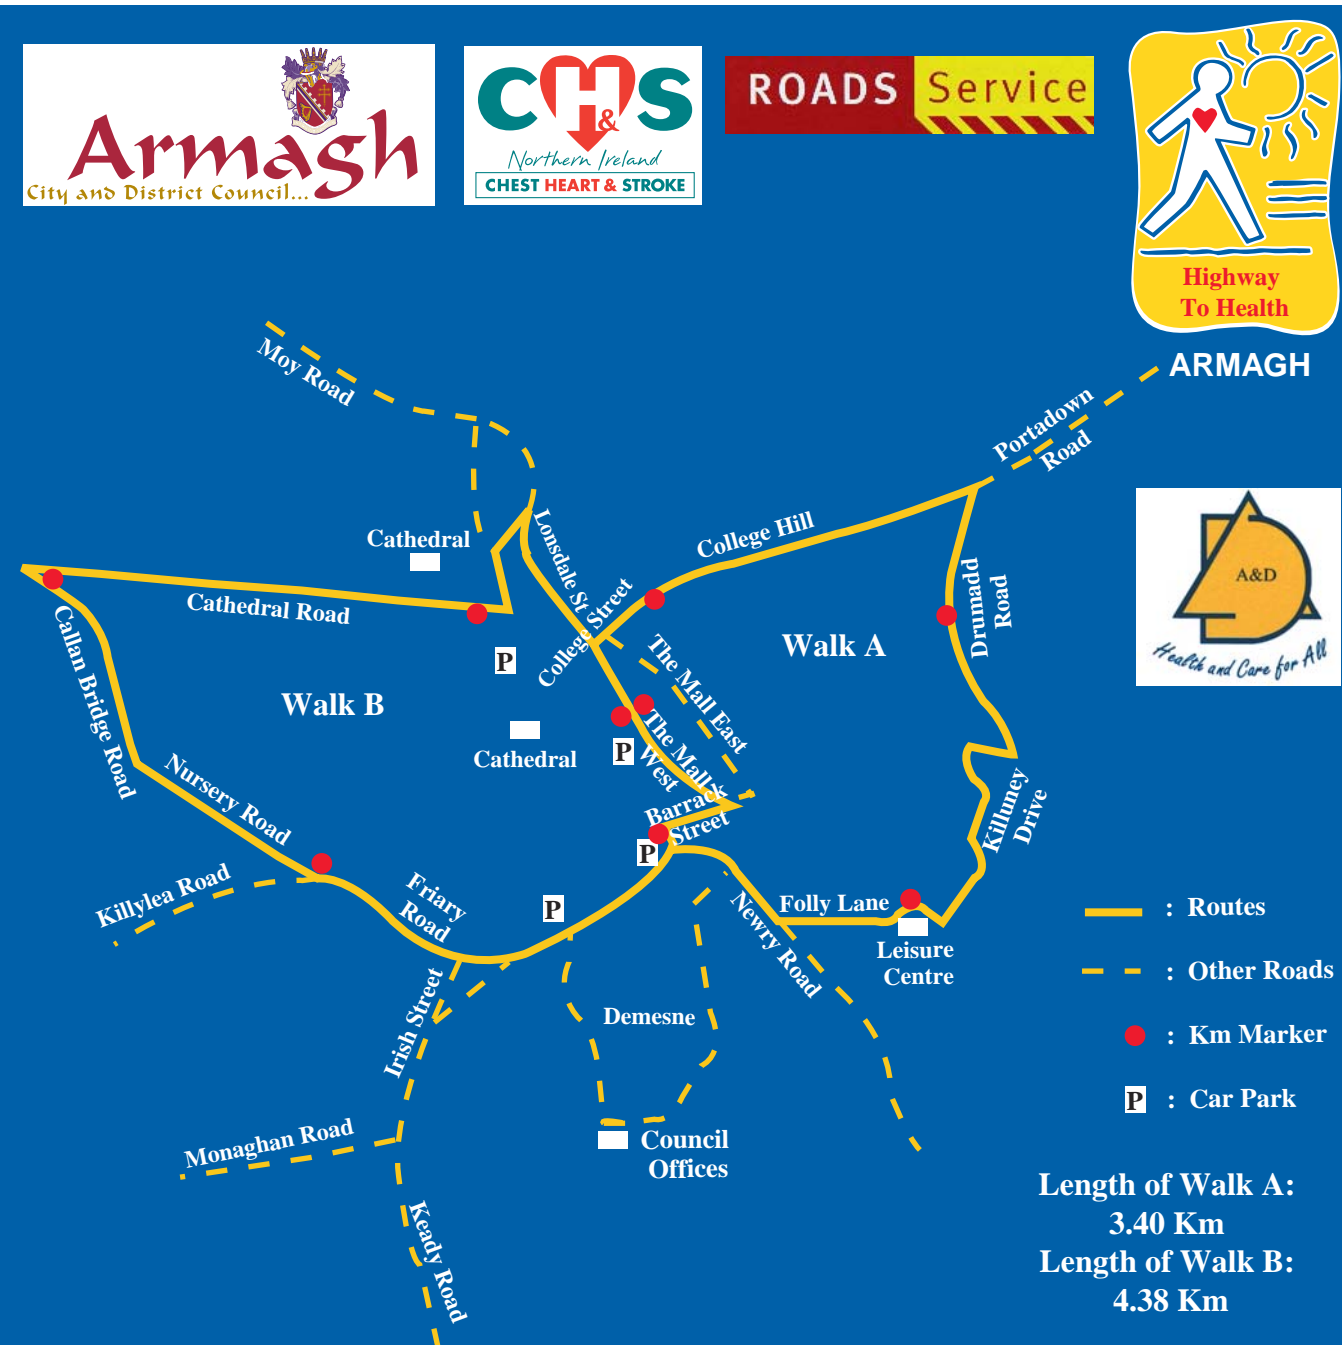 Armagh
City and District Council...
CH&S
Northern Ireland
CHEST HEART & STROKE
ROADS Service
Highway
To Health
ARMAGH
Moy Road
Portadown
Road
A&D
Health and Care for All
Cathedral
Lonsdale St
College Hill
College Street
Drumadd
Road
Cathedral Road
Callan Bridge Road
P
Walk A
The Mall East
Walk B
The Mall
West
P
Cathedral
Nursery Road
Barrack
Street
P
Killuney
Drive
Killylea Road
Friary
Road
P
Newry Road
Folly Lane
Leisure
Centre
Irish Street
Demesne
Monaghan Road
Council
Offices
Keady Road
: Routes
: Other Roads
: Km Marker
P : Car Park
Length of Walk A:
3.40 Km
Length of Walk B:
4.38 Km